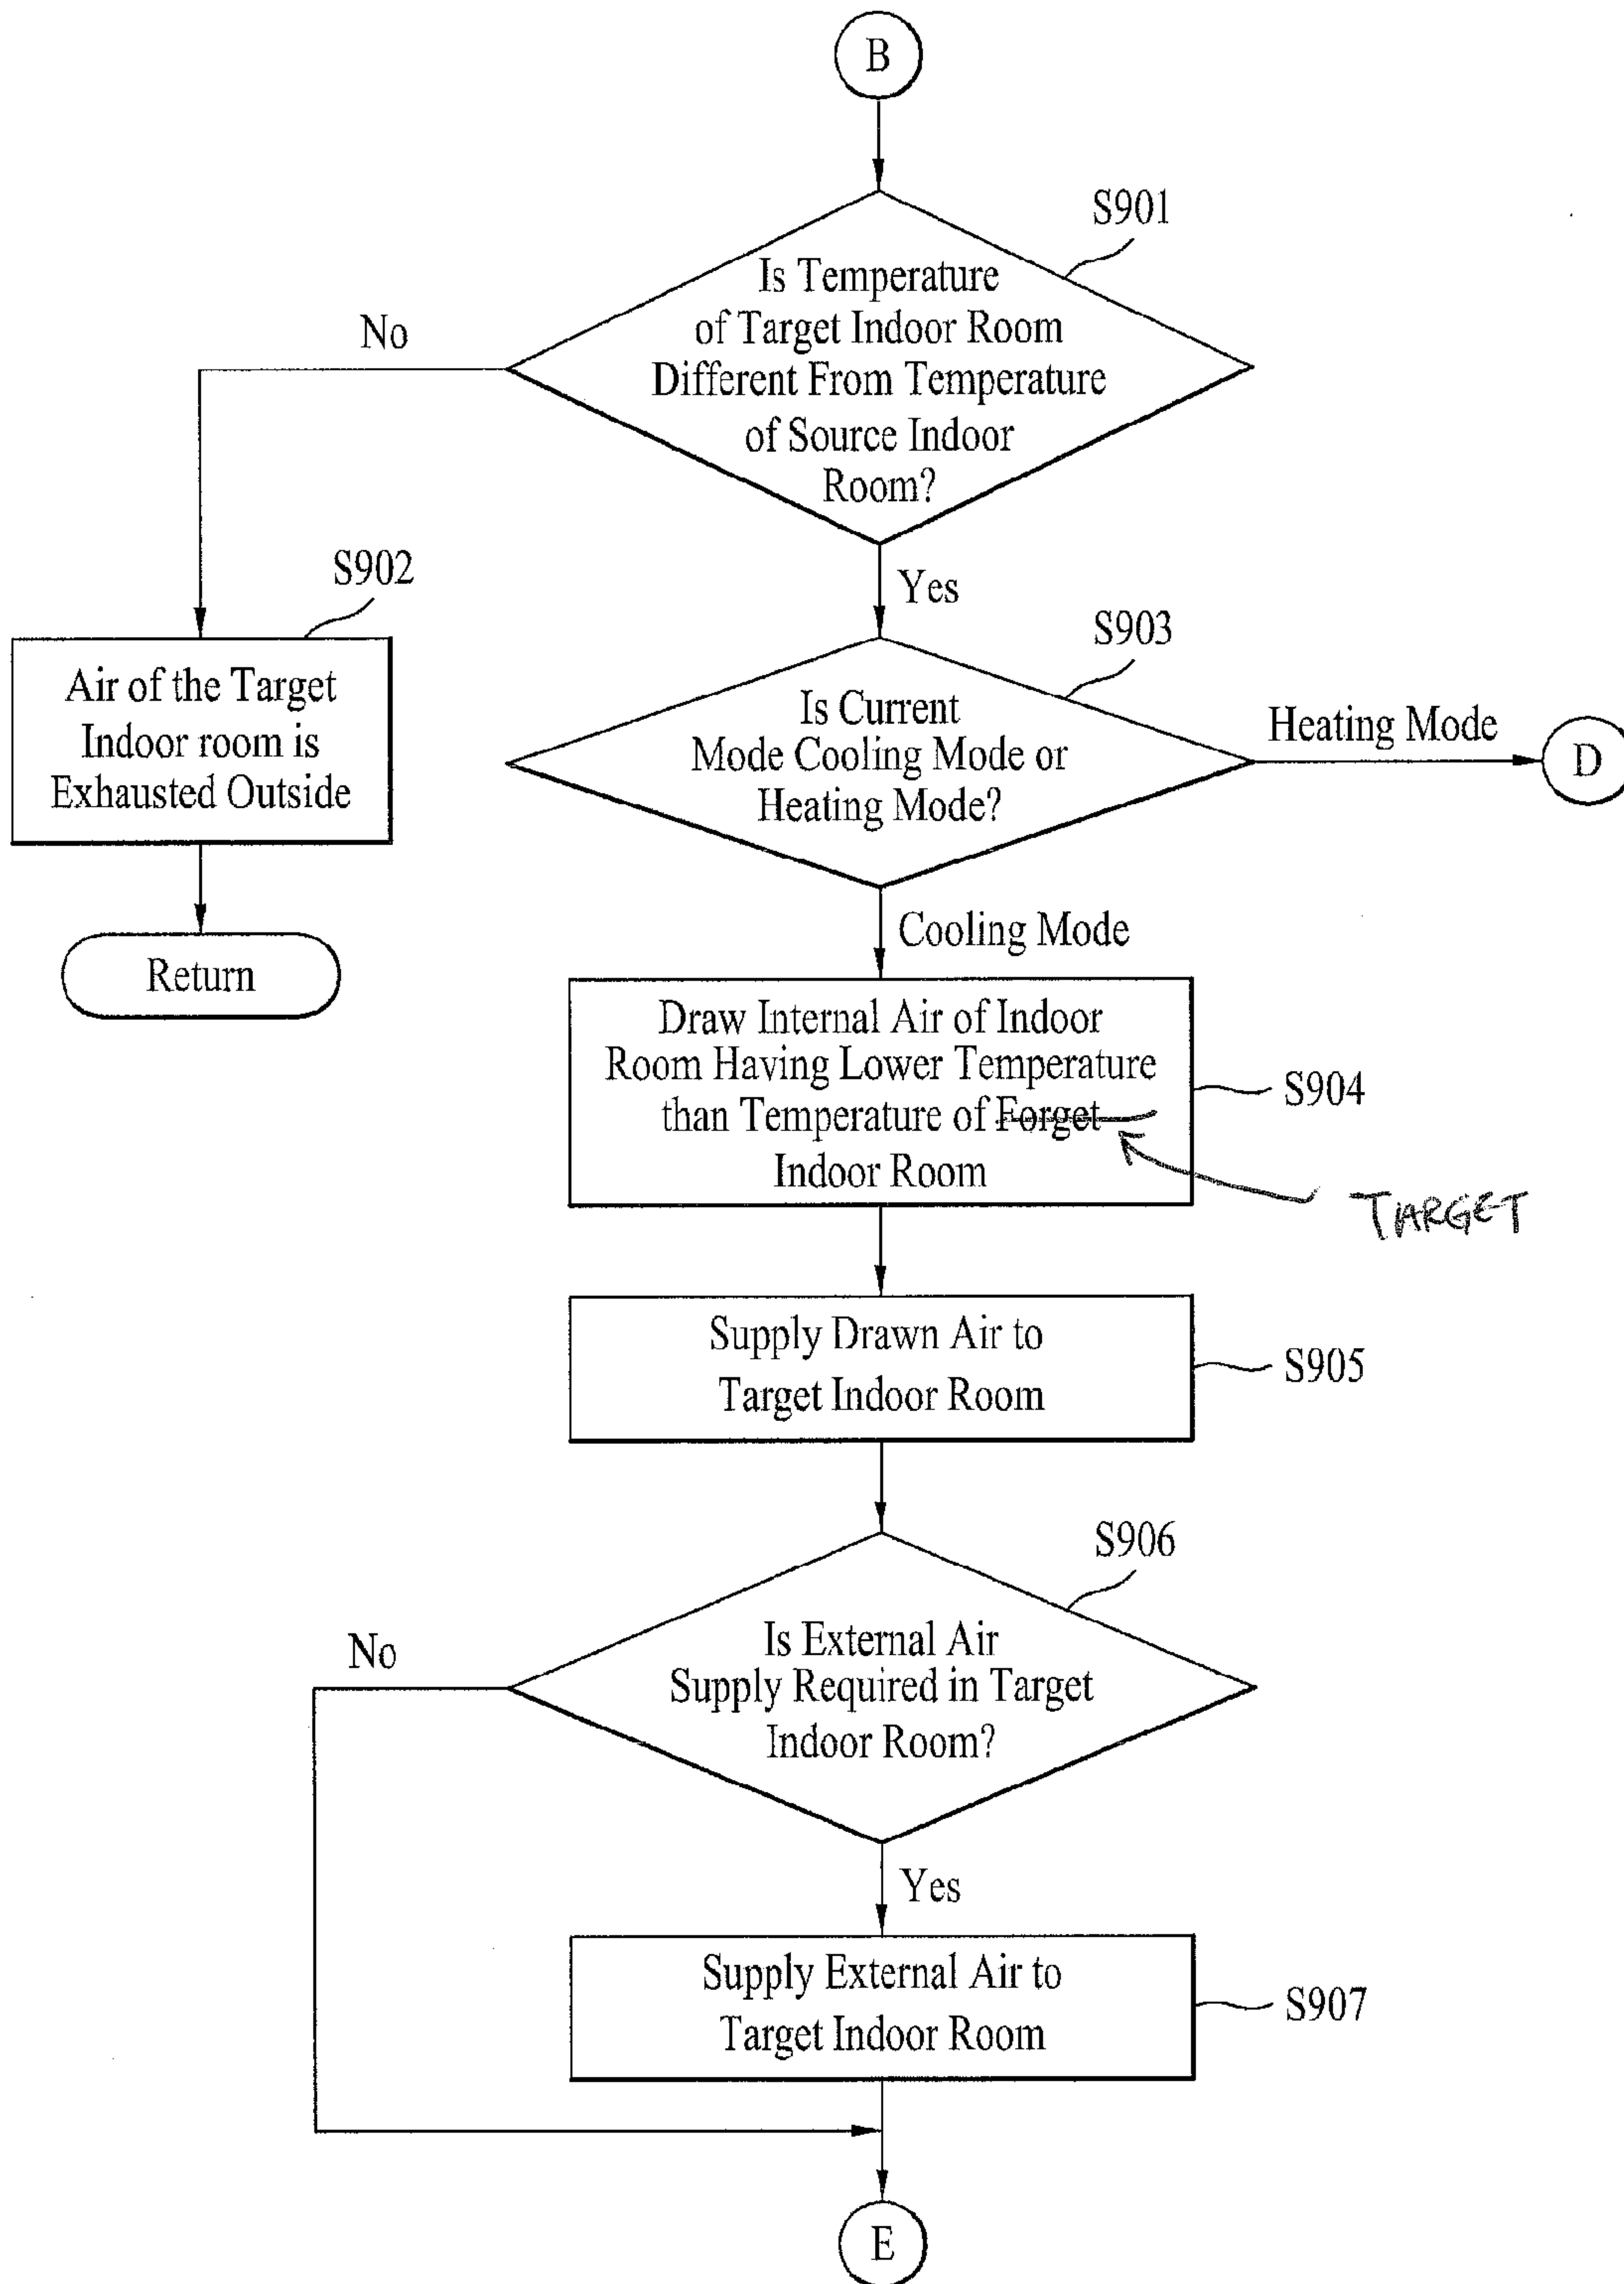 B
S901
Is Temperature
of Target Indoor Room
Different From Temperature
of Source Indoor
Room?
No
Yes
S902
Air of the Target
Indoor room is
Exhausted Outside
Return
S903
Is Current
Mode Cooling Mode or
Heating Mode?
Heating Mode
D
Cooling Mode
Draw Internal Air of Indoor
Room Having Lower Temperature
than Temperature of Forget
Indoor Room
S904
TARGET
Supply Drawn Air to
Target Indoor Room
S905
S906
Is External Air
Supply Required in Target
Indoor Room?
No
Yes
Supply External Air to
Target Indoor Room
S907
E